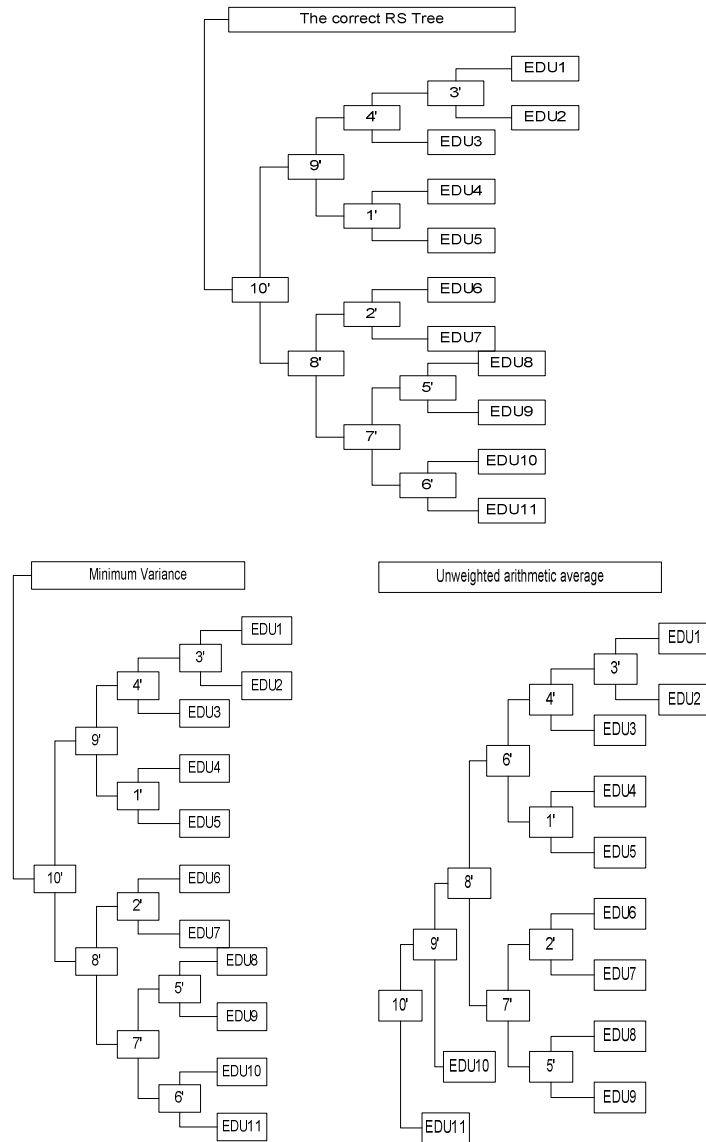 The correct RS Tree
EDU1
3'
EDU2
4'
EDU3
9'
EDU4
1'
EDU5
10'
EDU6
2'
EDU7
8'
EDU8
5'
EDU9
7'
EDU10
6'
EDU11
Minimum Variance
EDU1
3'
EDU2
4'
EDU3
9'
EDU4
1'
EDU5
10'
EDU6
2'
EDU7
8'
EDU8
5'
EDU9
7'
EDU10
6'
EDU11
Unweighted arithmetic average
EDU1
3'
EDU2
4'
EDU3
6'
EDU4
1'
EDU5
8'
EDU6
2'
9'
EDU7
10'
7'
EDU8
5'
EDU10
EDU9
EDU11